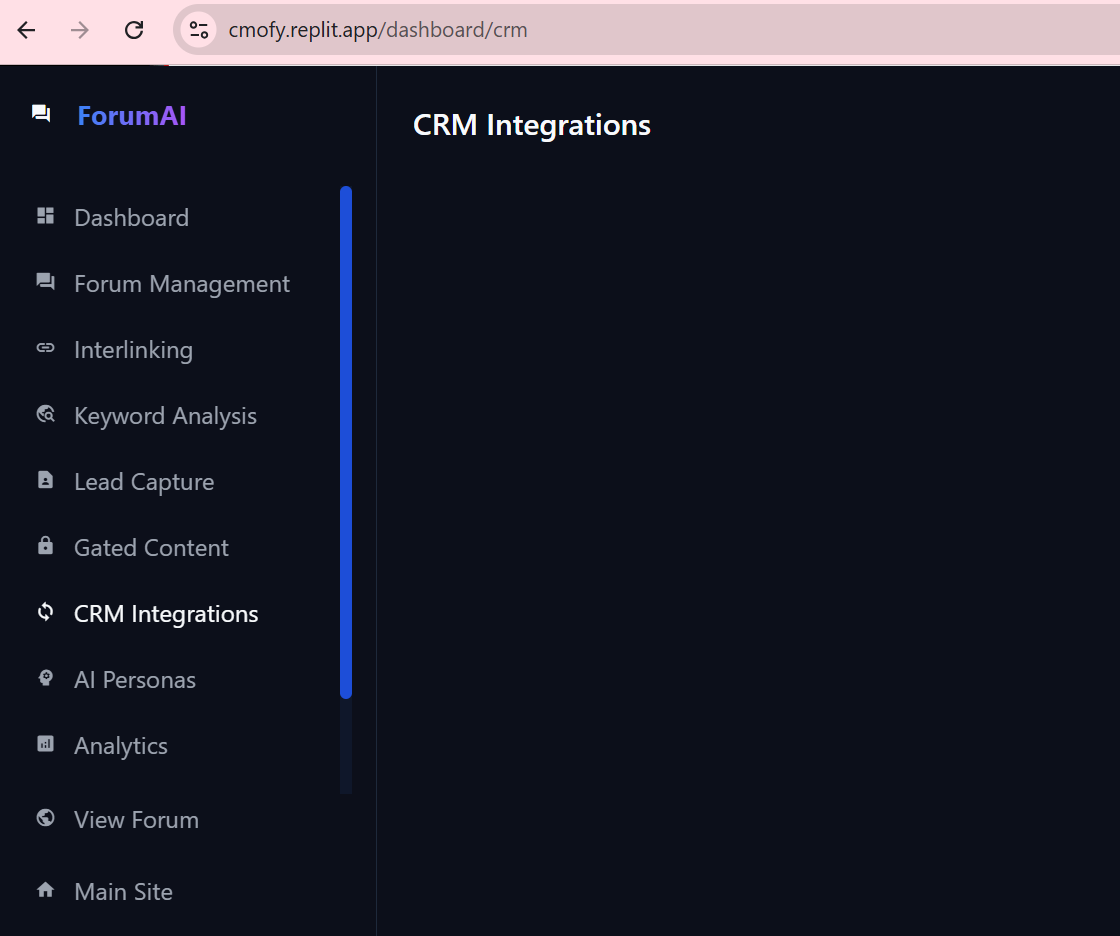 cmofy.replit.app/dashboard/crm
ForumAI
CRM Integrations
Dashboard
Forum Management
Interlinking
Keyword Analysis
Lead Capture
Gated Content
CRM Integrations
AI Personas
Analytics
View Forum
Main Site